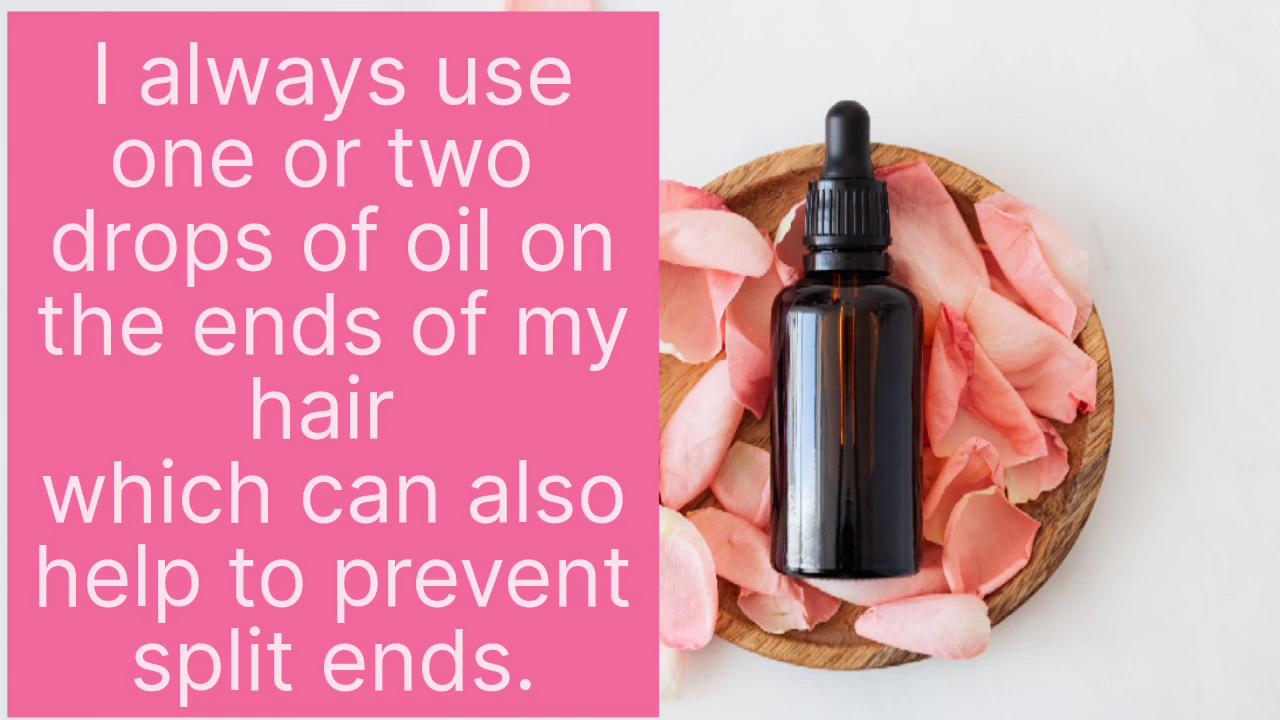 I always use
one or two
drops of oil on
the ends of my
hair
which can also
help to prevent
split ends.